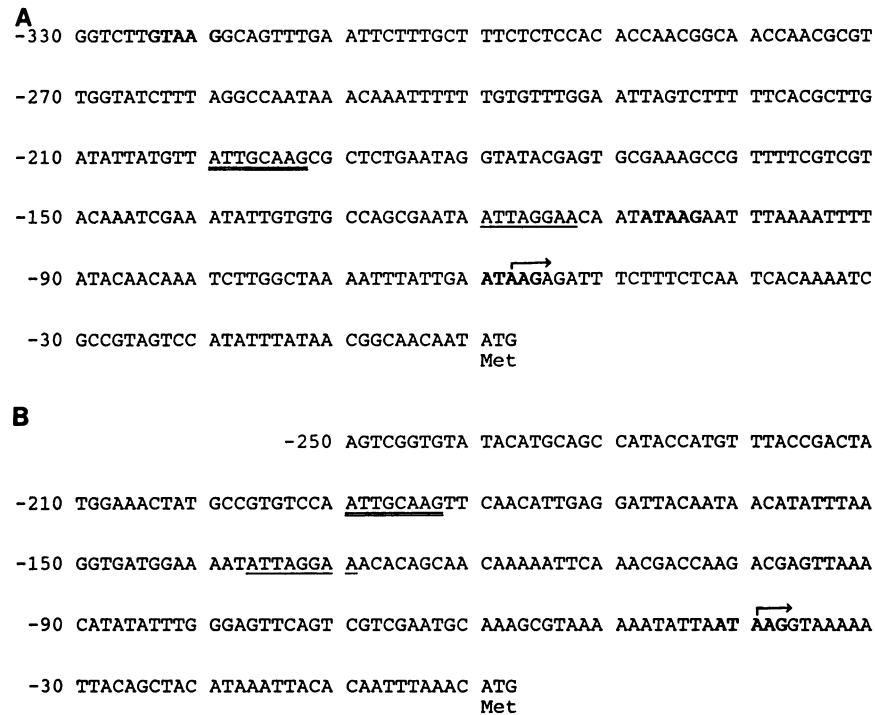 A
-330 GGTCTTGTAA GGCAGTTTGA ATTCTTTGCT TTCTCTCCAC ACCAACGGCA ACCAACGCGT
-270 TGGTATCTTT AGGCCAATAA ACAAATTTTT TGTGTTTGGA ATTAGTCTTT TTCACGCTTG
-210 ATATTATGTT ATTGCAAGCG CTCTGAATAG GTATACGAGT GCGAAAGCCG TTTTCGTCGT
-150 ACAAATCGAA ATATTGTGTG CCAGCGAATA ATTAGGAACA ATATAAGAAT TTAAAATTTT
-90 ATACAACAAA TCTTGGCTAA AATTTATTGA ATAAGAGATT TCTTTCTCAA TCACAAAATC
-30 GCCGTAGTCC ATATTTATAA CGGCAACAAT ATG
Met
B
-250 AGTCGGTGTA TACATGCAGC CATACCATGT TTACCGACTA
-210 TGGAAACTAT GCCGTGTCCA ATTGCAAGTT CAACATTGAG GATTACAATA ACATATTTAA
-150 GGTGATGGAA AATATTAGGA AACACAGCAA CAAAAATTCA AACGACCAAG ACGAGTTAAA
-90 CATATATTTG GGAGTTCAGT CGTCGAATGC AAAGCGTAAA AAATATTAAT AAGGTAAAAA
-30 TTACAGCTAC ATAAATTACA CAATTTAAAC ATG
Met